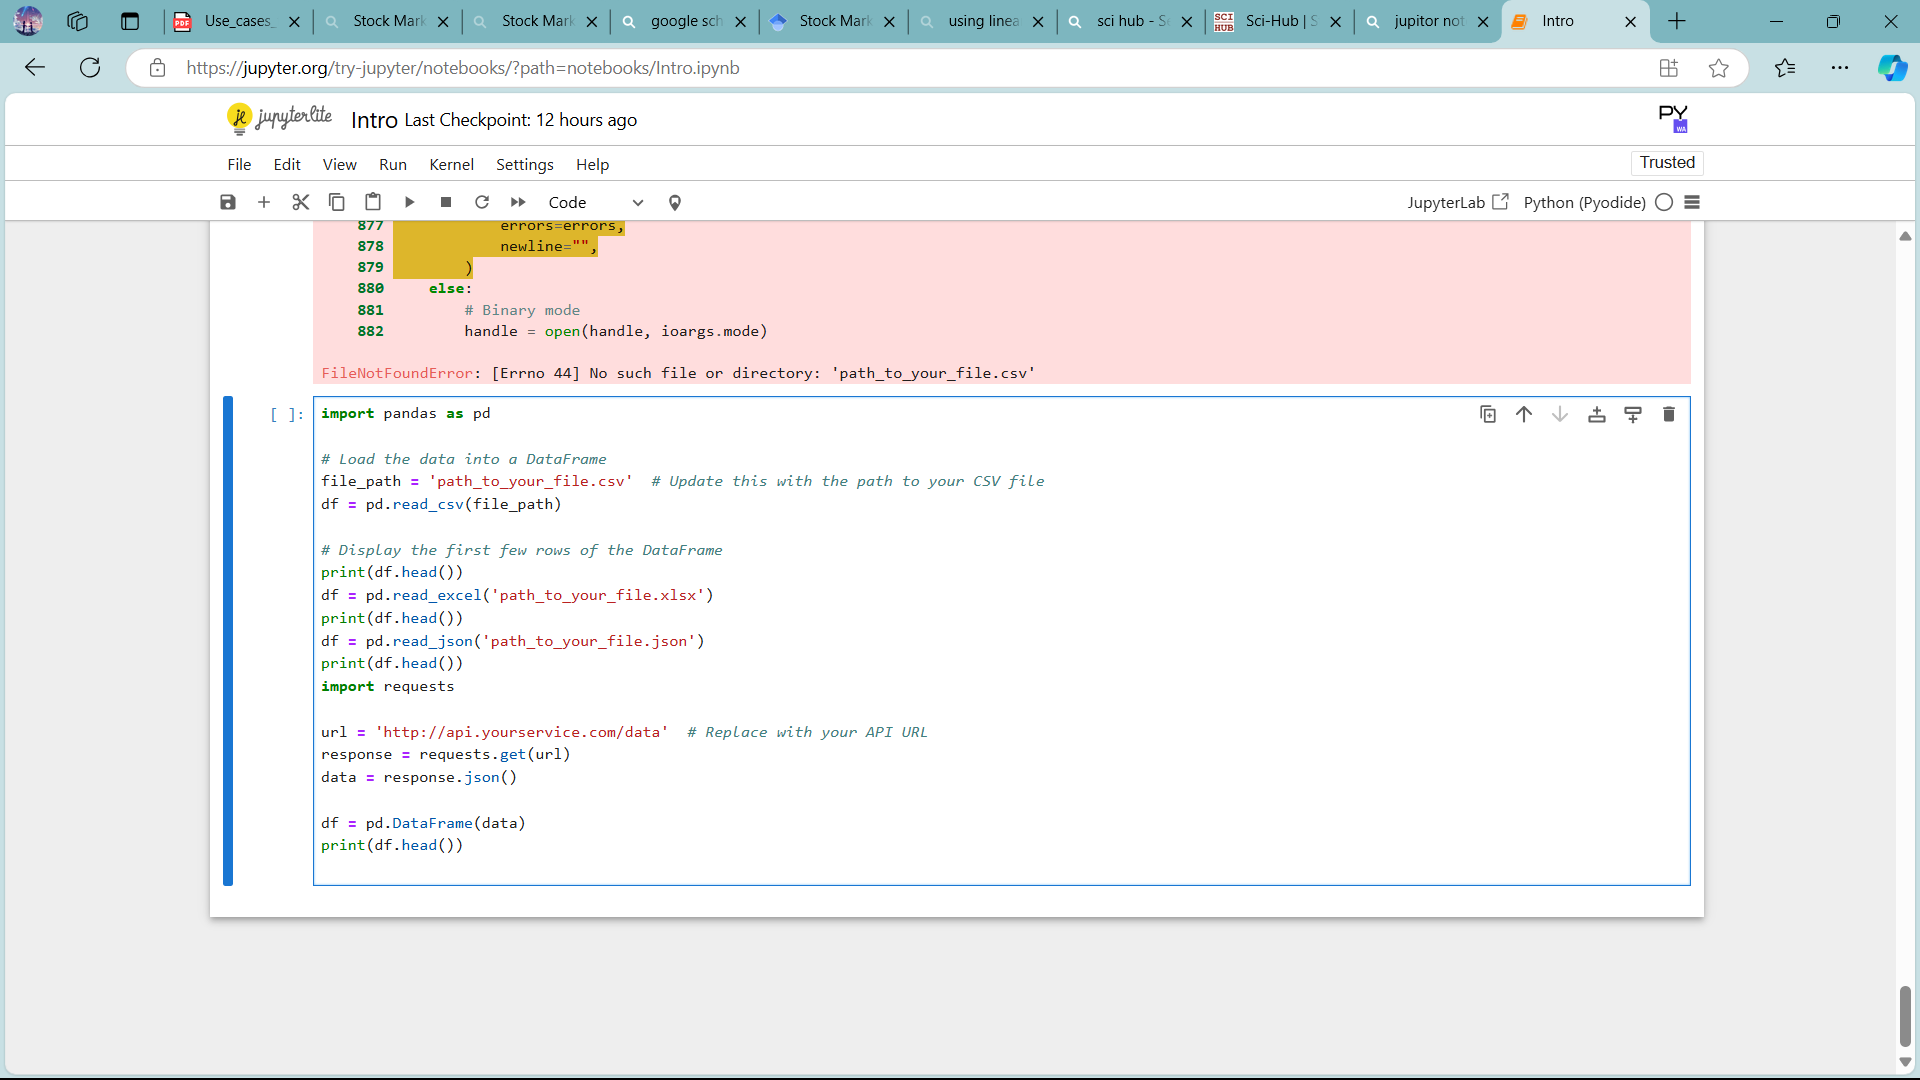 Use_cases_
Stock Mark
Stock Mark
google sch
Stock Mark
using linea
sci hub - Se
SCI HUB
Sci-Hub | S
jupitor not
Intro
https://jupyter.org/try-jupyter/notebooks/?path=notebooks/Intro.ipynb
jupyterlite Intro Last Checkpoint: 12 hours ago
PY
WA
File Edit View Run Kernel Settings Help
Trusted
Code
JupyterLab Python (Pyodide)
877 errors=errors,
878 newline="",
879 )
880 else:
881 # Binary mode
882 handle = open(handle, ioargs.mode)
FileNotFoundError: [Errno 44] No such file or directory: 'path_to_your_file.csv'
[ ]: import pandas as pd
# Load the data into a DataFrame
file_path = 'path_to_your_file.csv'  # Update this with the path to your CSV file
df = pd.read_csv(file_path)
# Display the first few rows of the DataFrame
print(df.head())
df = pd.read_excel('path_to_your_file.xlsx')
print(df.head())
df = pd.read_json('path_to_your_file.json')
print(df.head())
import requests
url = 'http://api.yourservice.com/data'  # Replace with your API URL
response = requests.get(url)
data = response.json()
df = pd.DataFrame(data)
print(df.head())